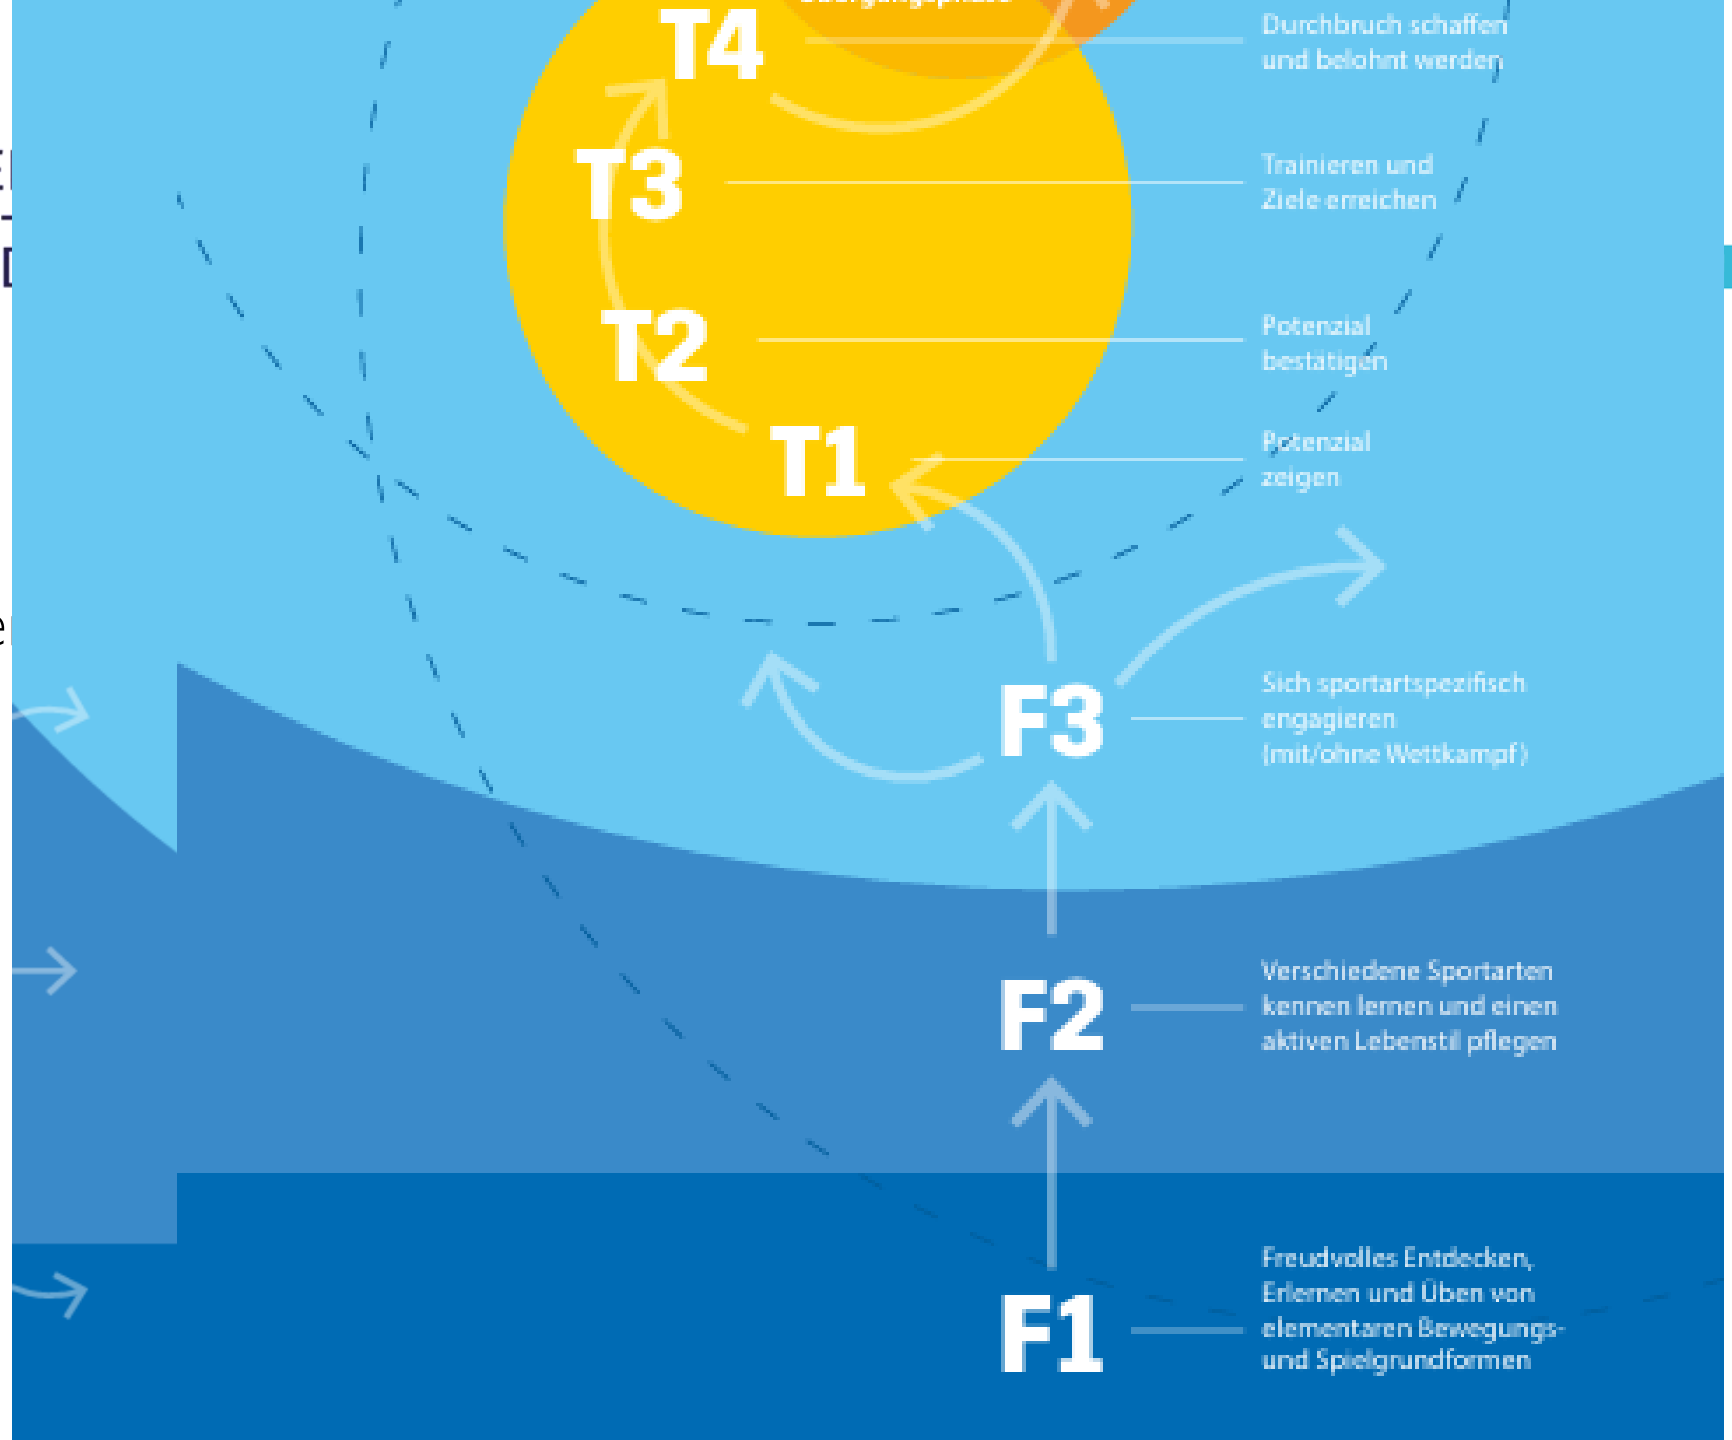 T4
Durchbruch schaffen
und belohnt werden
T3
Trainieren und
Ziele erreichen
T2
Potenzial
bestätigen
T1
Potenzial
zeigen
F3
Sich sportartspezifisch
engagieren
(mit/ohne Wettkampf)
F2
Verschiedene Sportarten
kennen lernen und einen
aktiven Lebenstil pflegen
F1
Freudvolles Entdecken,
Erlernen und Üben von
elementaren Bewegungs-
und Spielgrundformen